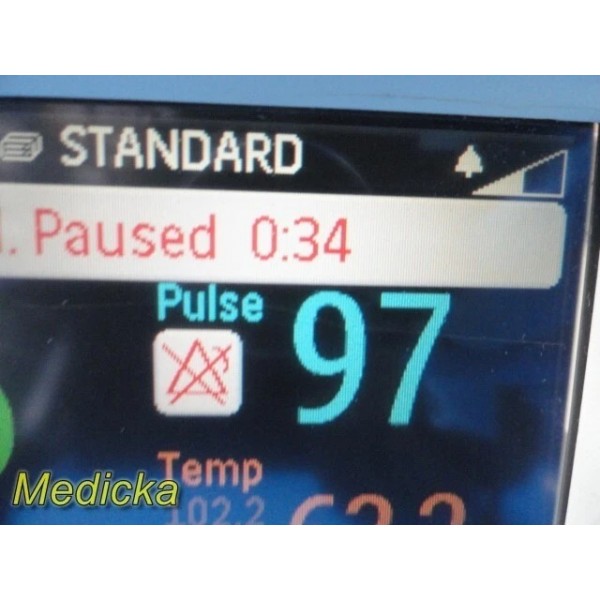 STANDARD
. Paused 0:34
Pulse 97
Temp
102.2
Medicka